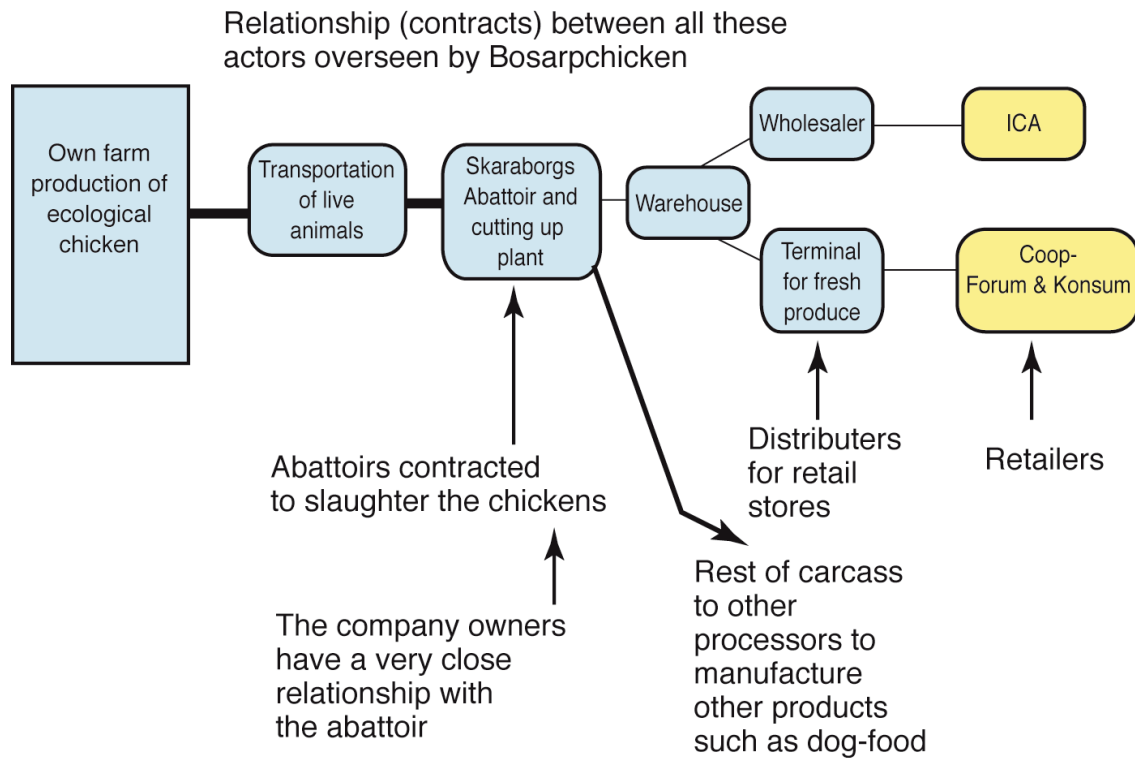 Relationship (contracts) between all these
actors overseen by Bosarpchicken
Own farm
production of
ecological
chicken
Transportation
of live
animals
Skaraborgs
Abattoir and
cutting up
plant
Warehouse
Wholesaler
ICA
Terminal
for fresh
produce
Coop-
Forum & Konsum
Abattoirs contracted
to slaughter the chickens
The company owners
have a very close
relationship with
the abattoir
Distributers
for retail
stores
Retailers
Rest of carcass
to other
processors to
manufacture
other products
such as dog-food